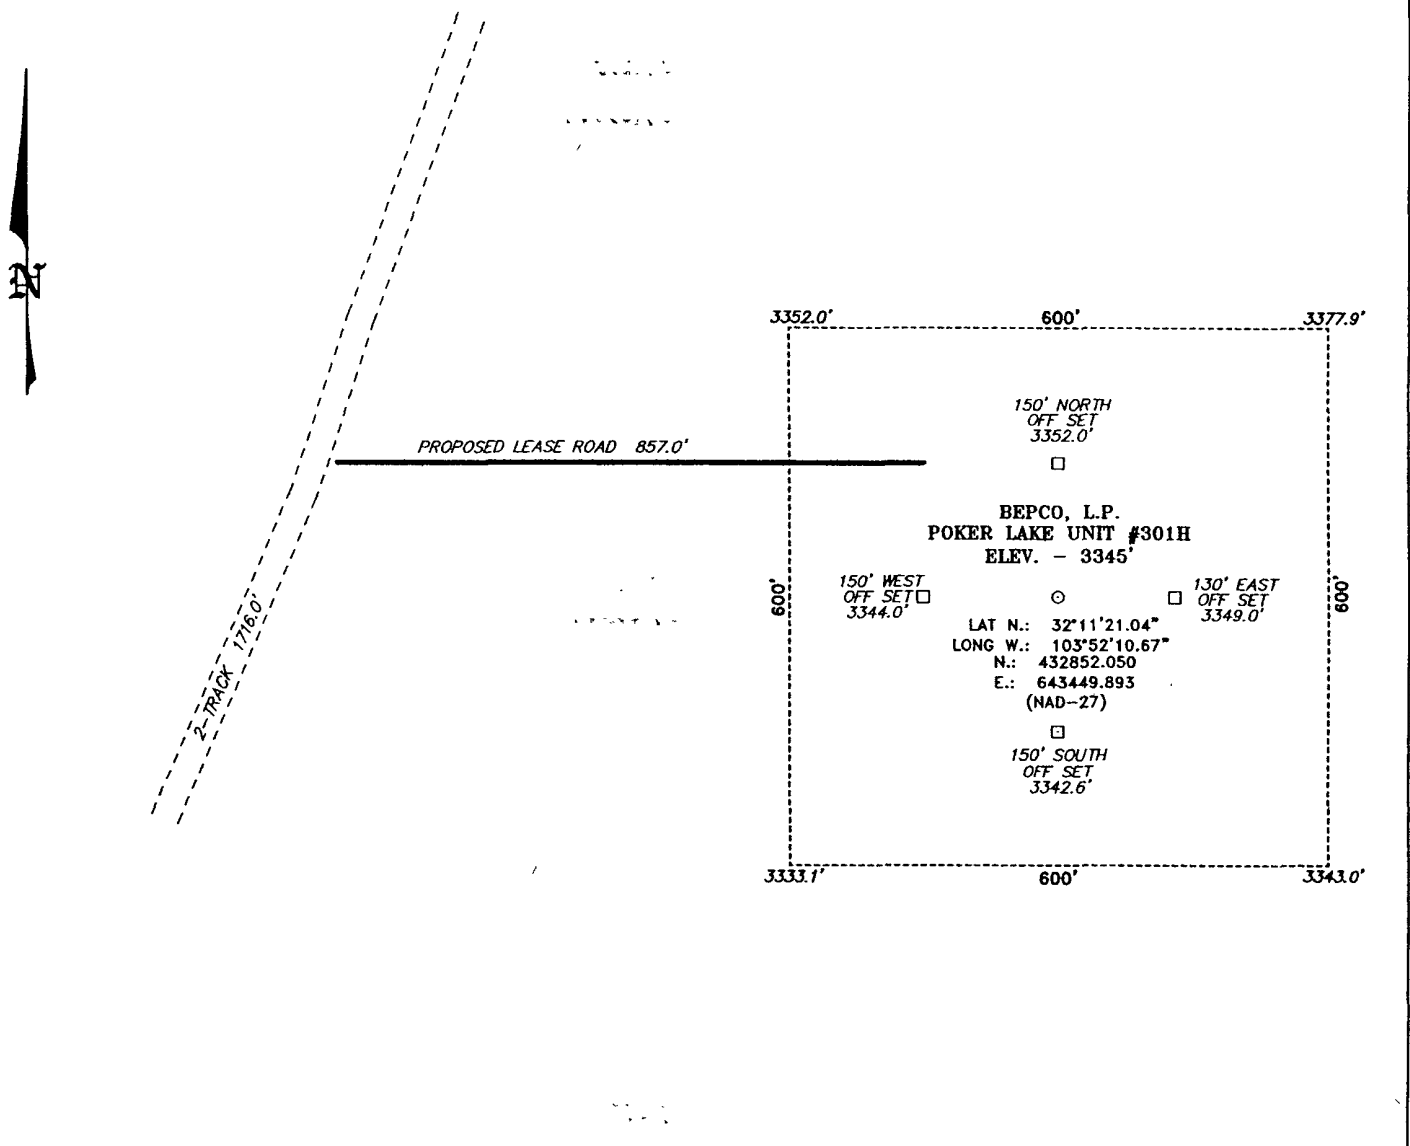 N
3352.0'
600'
3377.9'
150' NORTH
OFF SET
3352.0'
PROPOSED LEASE ROAD 857.0'
BEPCO, L.P.
POKER LAKE UNIT #301H
ELEV. - 3345'
600'
150' WEST
OFF SET
3344.0'
130' EAST
OFF SET
3349.0'
600'
LAT N.: 32°11'21.04"
LONG W.: 103°52'10.67"
N.: 432852.050
E.: 643449.893
(NAD-27)
2-TRACK 1716.0'
150' SOUTH
OFF SET
3342.6'
3333.1'
600'
3343.0'